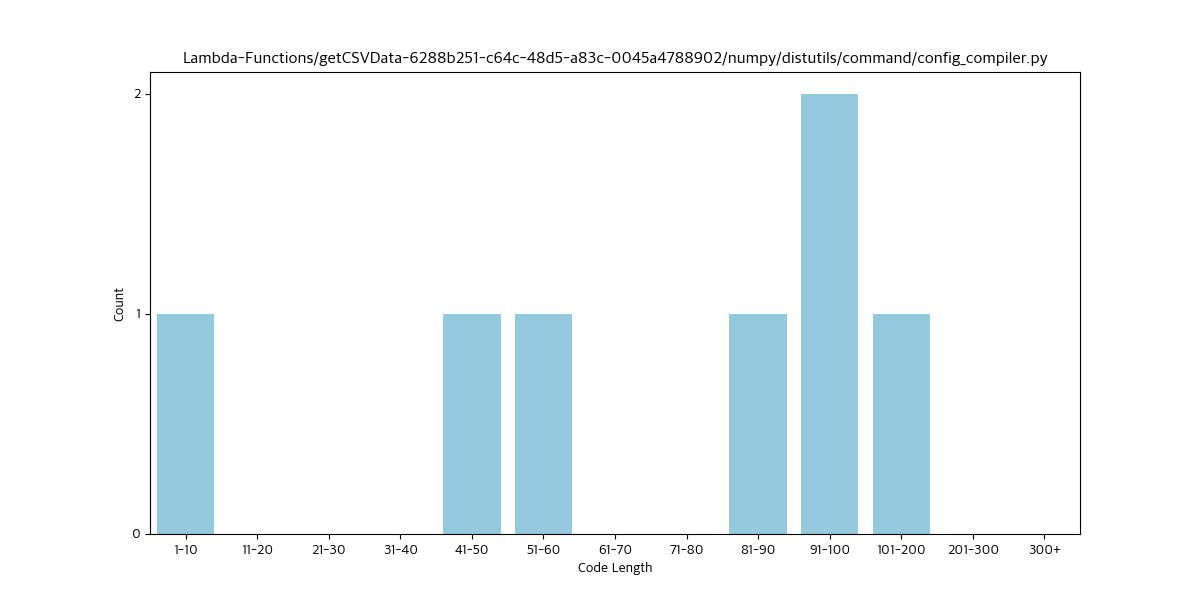 Lambda-Functions/getCSVData-6288b251-c64c-48d5-a83c-0045a4788902/numpy/distutils/command/config_compiler.py
2
1
0
Count
1-10 11-20 21-30 31-40 41-50 51-60 61-70 71-80 81-90 91-100 101-200 201-300 300+
Code Length